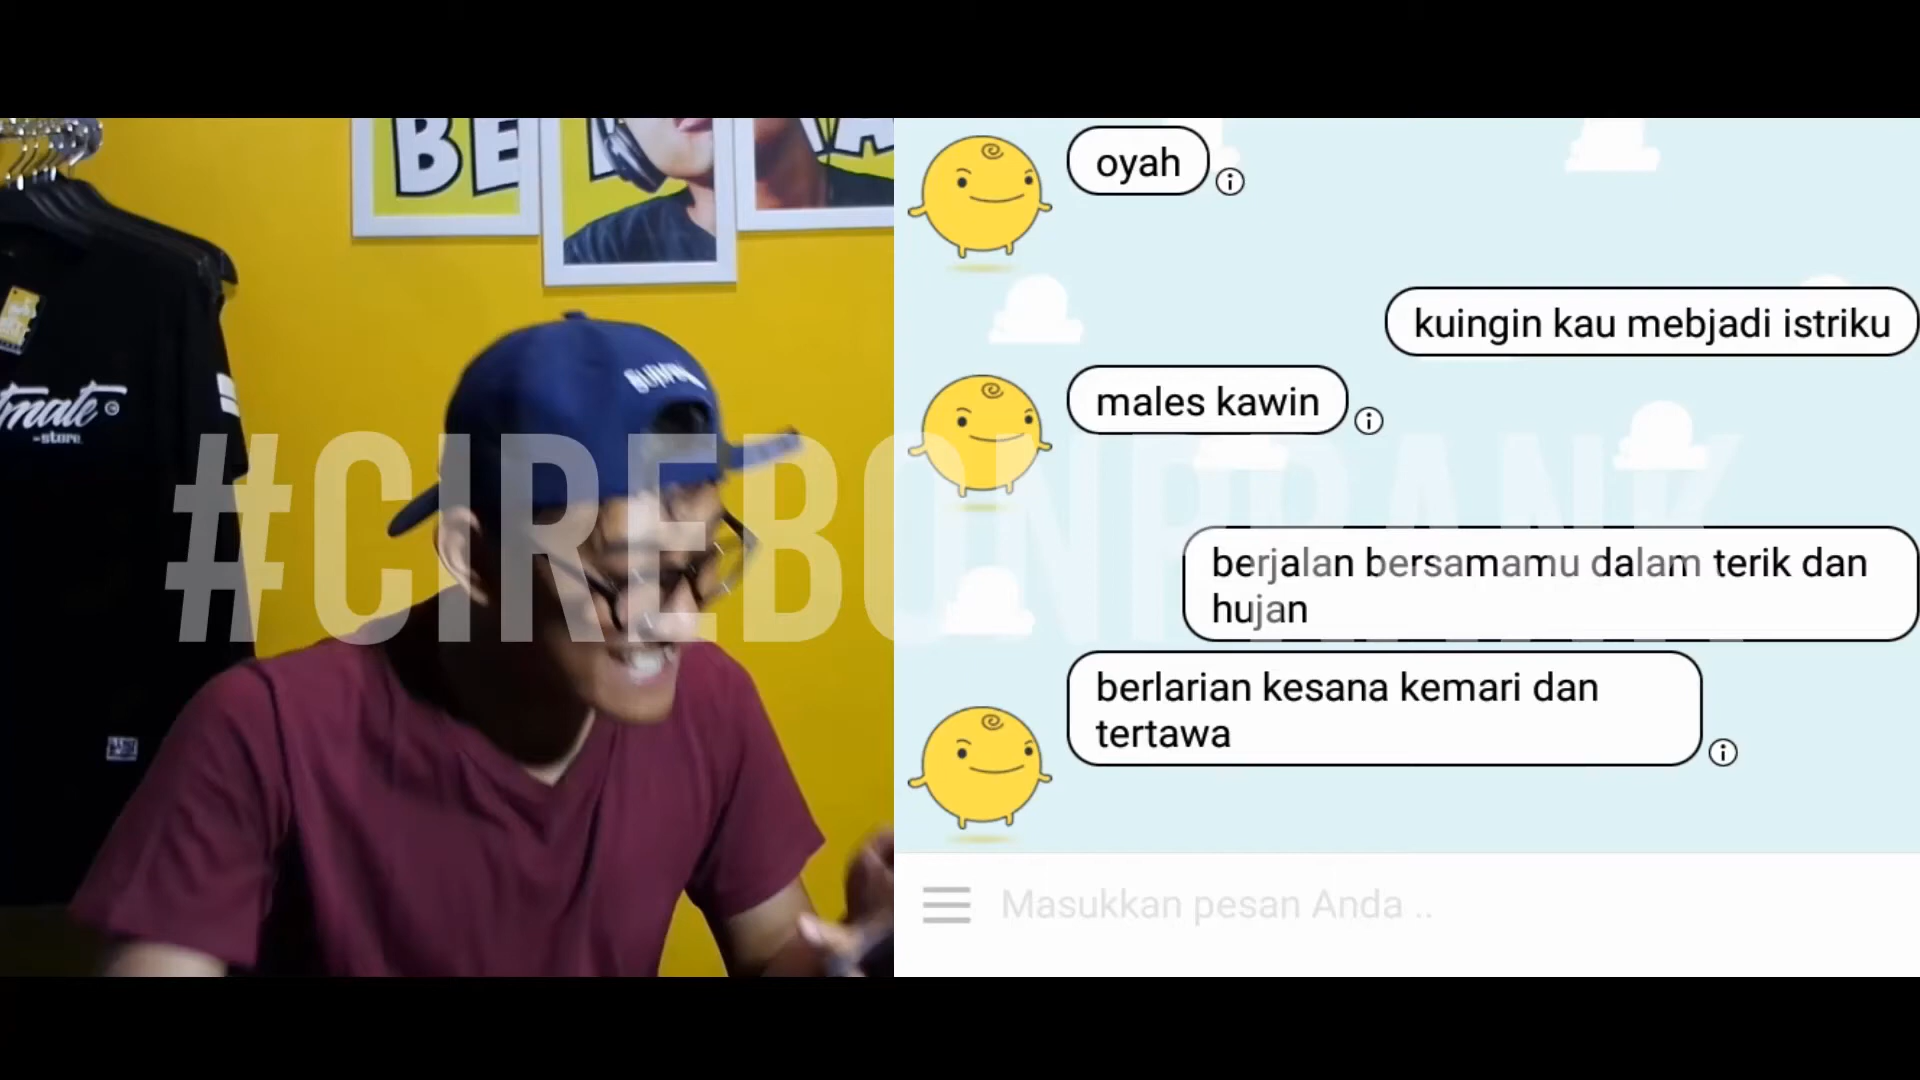 BE
tmate
-store
#CIREBONPRANK
oyah
kuingin kau mebjadi istriku
males kawin
berjalan bersamamu dalam terik dan
hujan
berlarian kesana kemari dan
tertawa
Masukkan pesan Anda ..